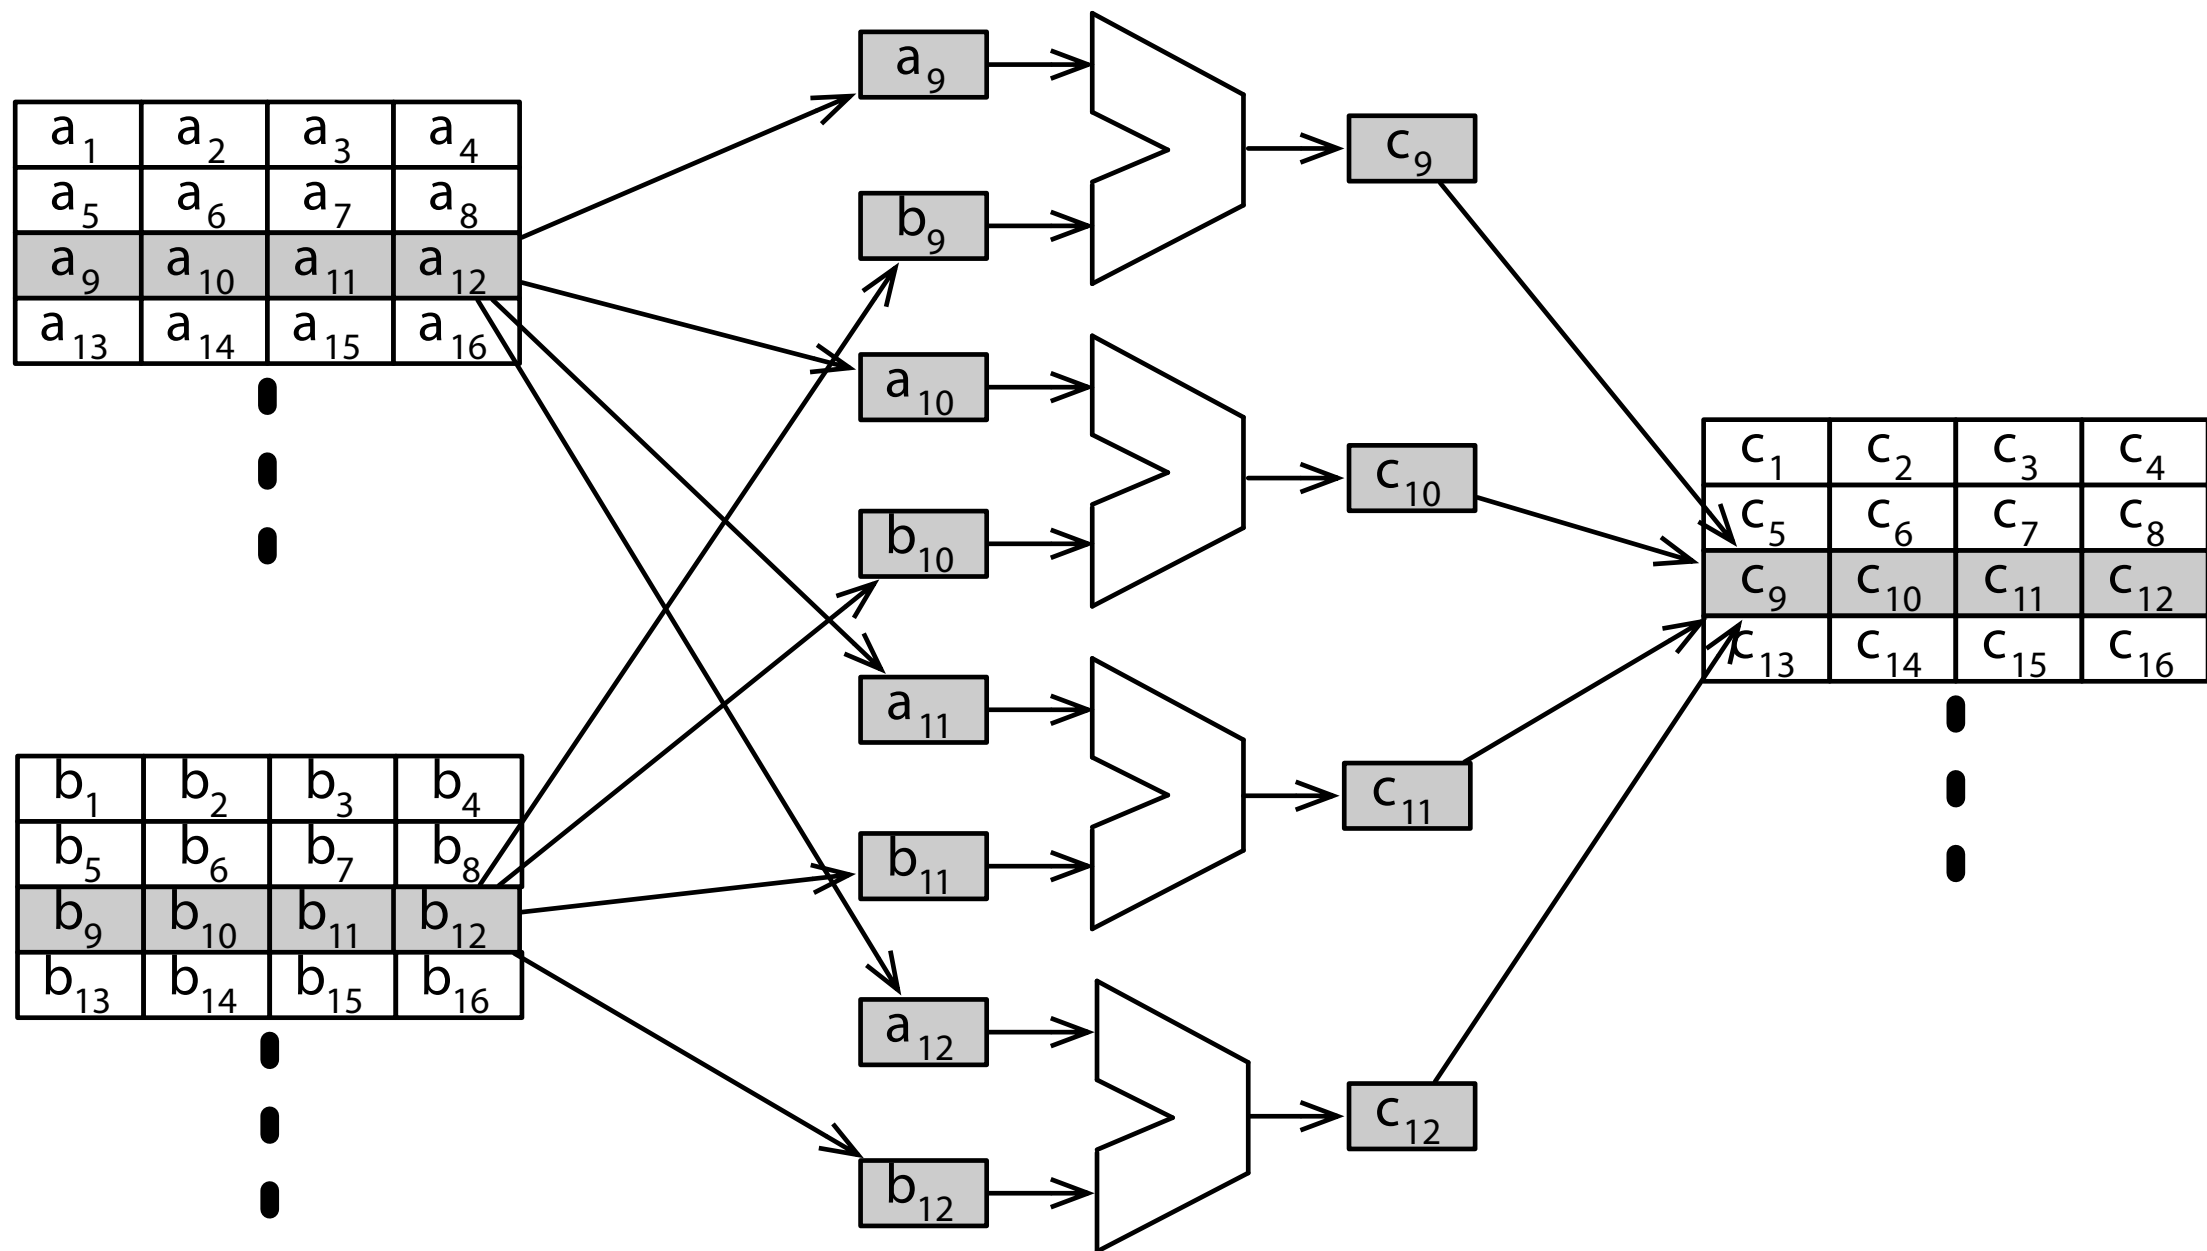 a1 a2 a3 a4
a5 a6 a7 a8
a9 a10 a11 a12
a13 a14 a15 a16
b1 b2 b3 b4
b5 b6 b7 b8
b9 b10 b11 b12
b13 b14 b15 b16
a9
b9
a10
b10
a11
b11
a12
b12
c9
c10
c11
c12
c1 c2 c3 c4
c5 c6 c7 c8
c9 c10 c11 c12
c13 c14 c15 c16